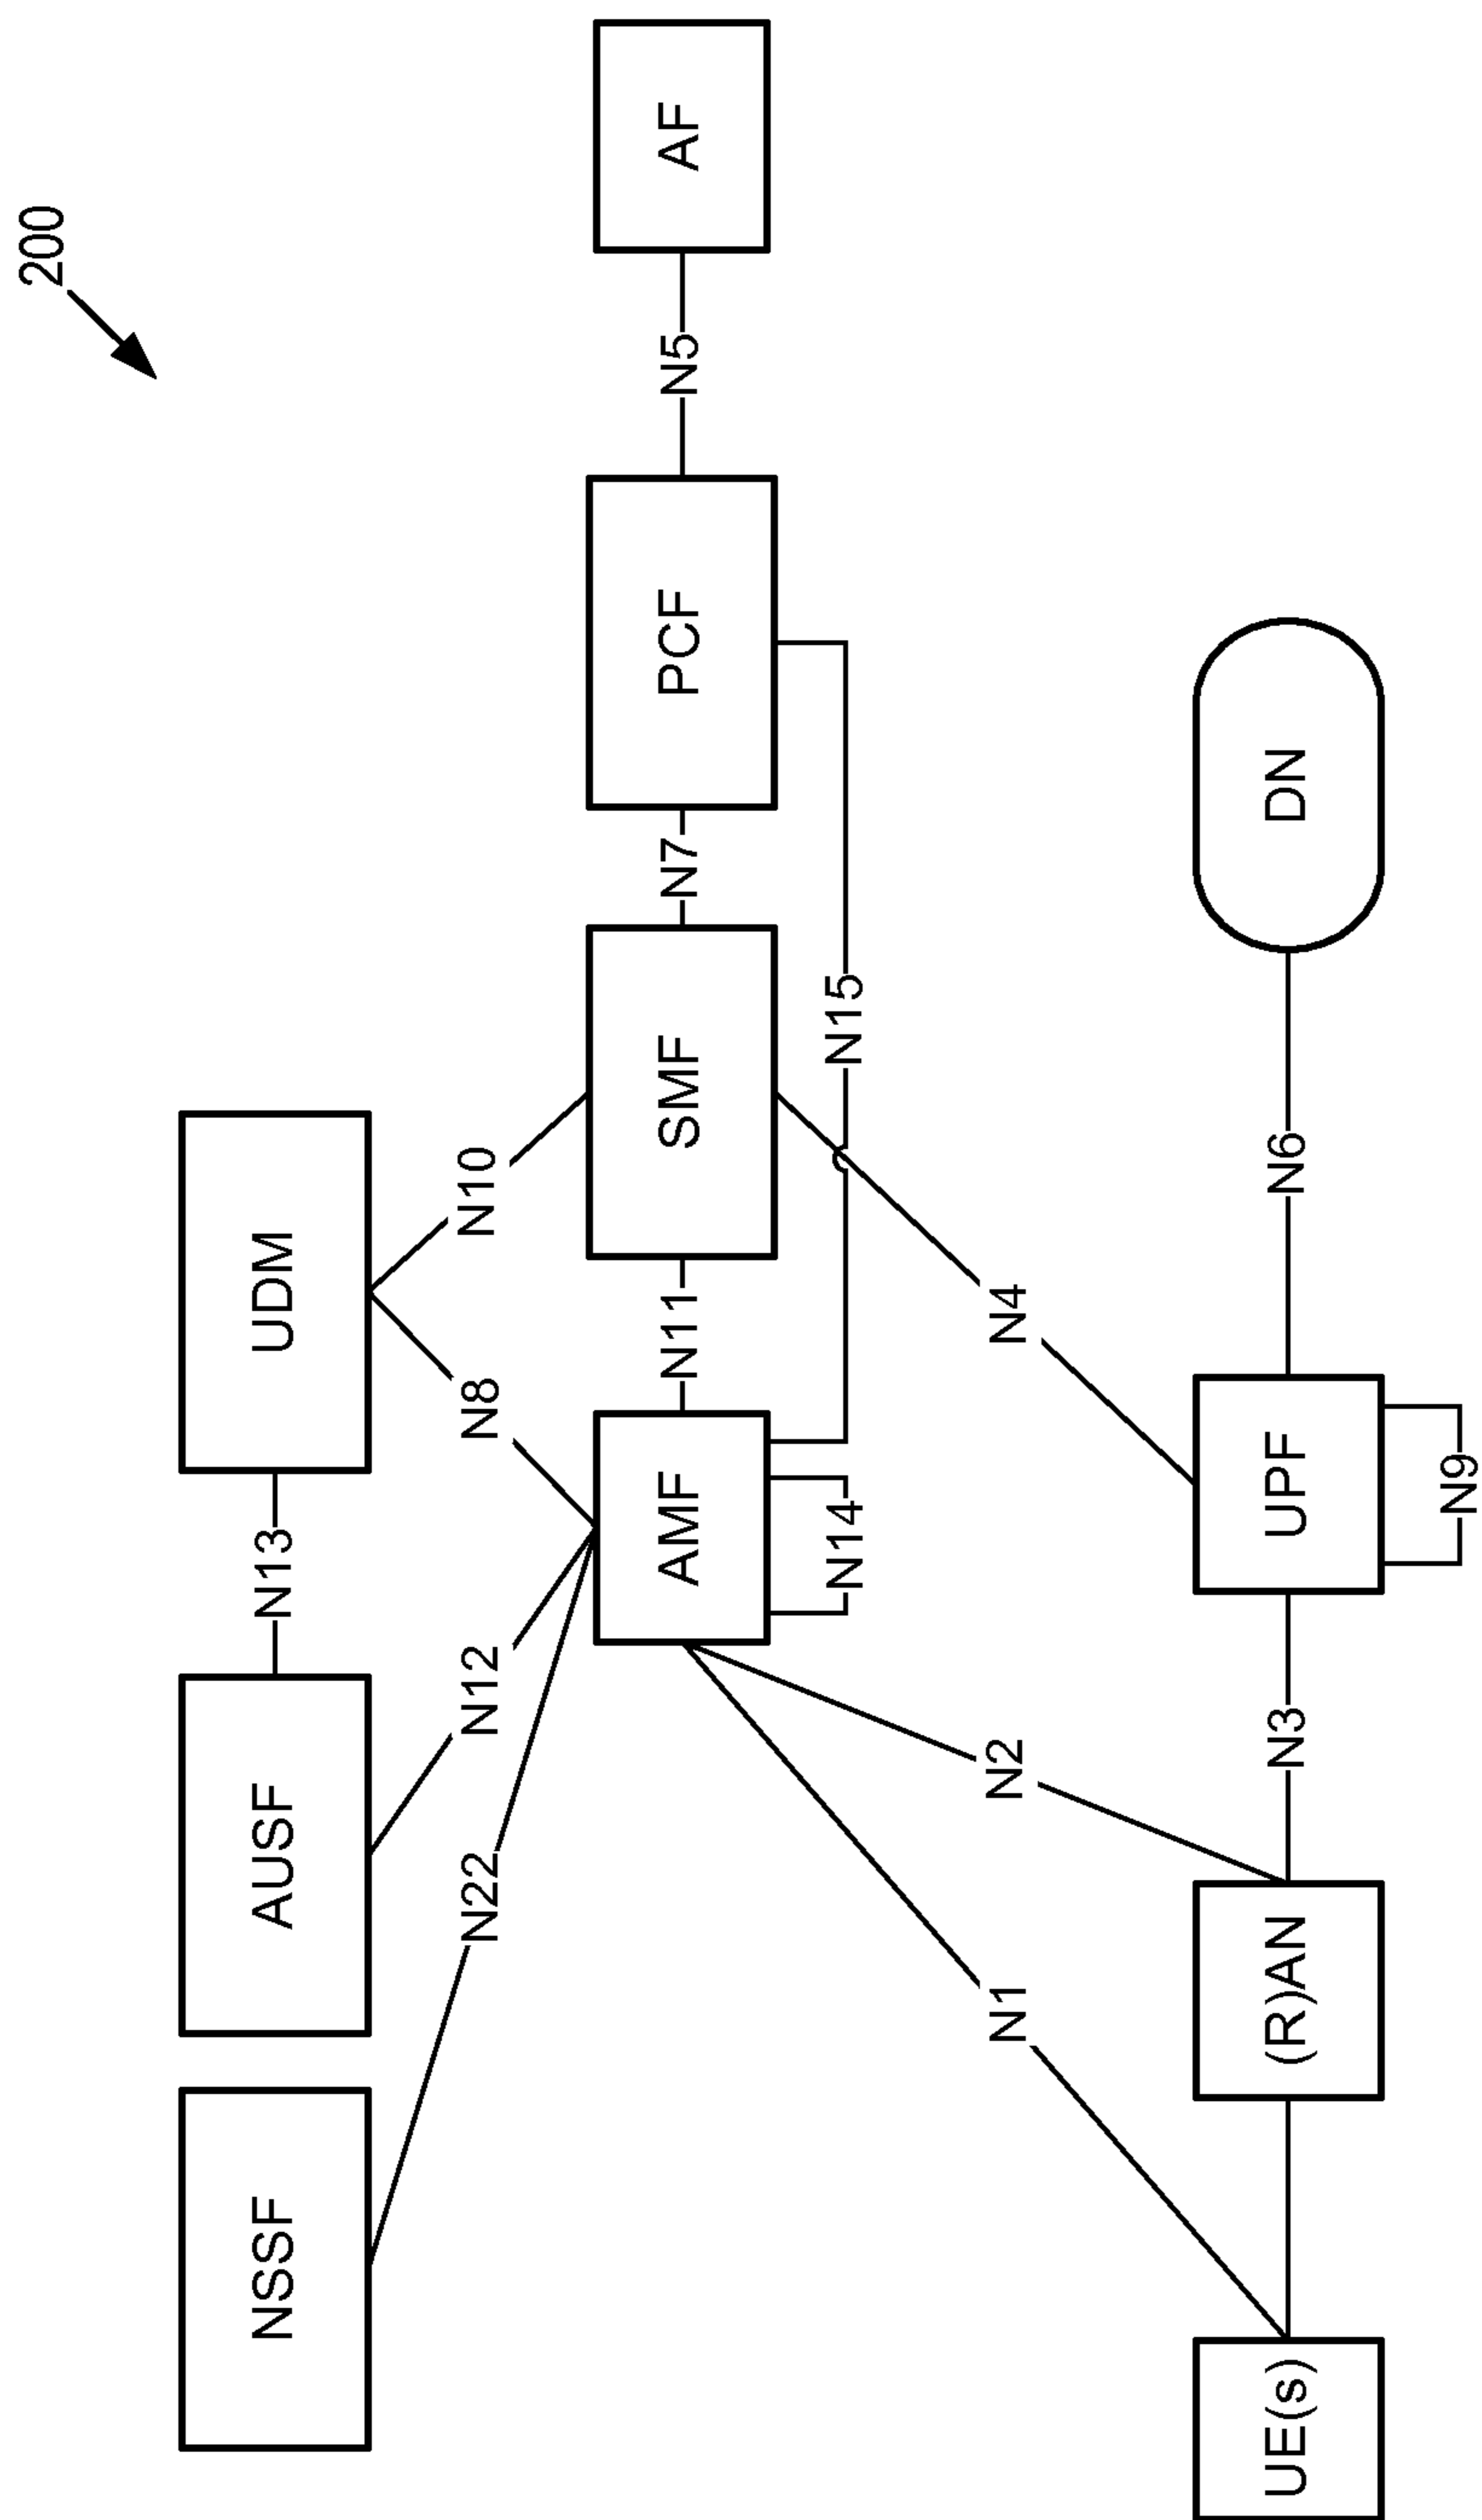 200
NSSF
AUSF
N13
UDM
N22
N12
N8
N10
AMF
N11
SMF
N7
PCF
N5
AF
N14
N15
N1
N2
N4
UE(s)
(R)AN
N3
UPF
N6
DN
N9